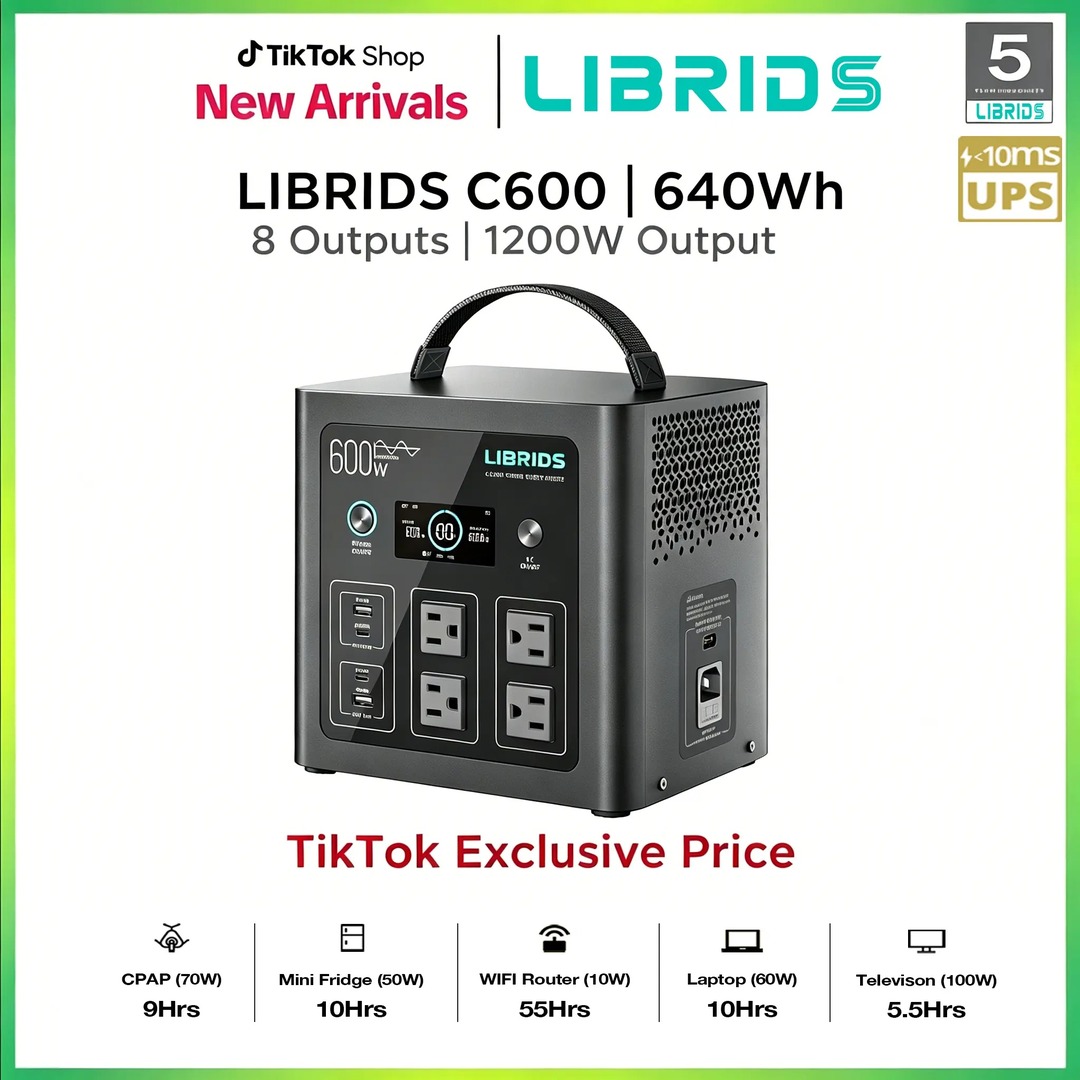 TikTok Shop
New Arrivals
LIBRIDS
5
LIBRIDS
<10ms
UPS
LIBRIDS C600 | 640Wh
8 Outputs | 1200W Output
600W
LIBRIDS
00
TikTok Exclusive Price
CPAP (70W)
9Hrs
Mini Fridge (50W)
10Hrs
WIFI Router (10W)
55Hrs
Laptop (60W)
10Hrs
Televison (100W)
5.5Hrs